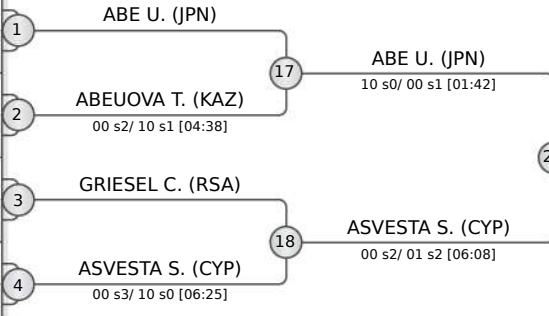 ABE U. (JPN)
1
17
ABE U. (JPN)
10 s0/ 00 s1 [01:42]
ABEUOVA T. (KAZ)
2
00 s2/ 10 s1 [04:38]
GRIESEL C. (RSA)
3
18
ASVESTA S. (CYP)
00 s2/ 01 s2 [06:08]
ASVESTA S. (CYP)
4
00 s3/ 10 s0 [06:25]